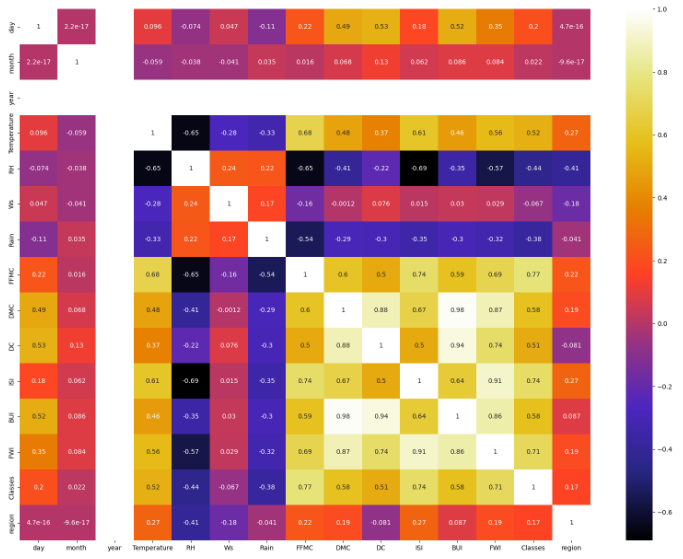 day 1 2.2e-17 0.096 -0.074 0.047 -0.11 0.22 0.49 0.53 0.18 0.52 0.35 0.2 4.7e-16
month 2.2e-17 1 -0.059 -0.038 -0.041 0.035 0.016 0.068 0.13 0.062 0.086 0.084 0.022 -9.6e-17
year
Temperature 0.096 -0.059 1 -0.65 -0.28 -0.33 0.68 0.48 0.37 0.61 0.46 0.56 0.52 0.27
RH -0.074 -0.038 -0.65 1 0.24 0.22 -0.65 -0.41 -0.22 -0.69 -0.35 -0.57 -0.44 -0.41
Ws 0.047 -0.041 -0.28 0.24 1 0.17 -0.16 -0.0012 0.076 0.015 0.03 0.029 -0.067 -0.18
Rain -0.11 0.035 -0.33 0.22 0.17 1 -0.54 -0.29 -0.3 -0.35 -0.3 -0.32 -0.38 -0.041
FFMC 0.22 0.016 0.68 -0.65 -0.16 -0.54 1 0.6 0.5 0.74 0.59 0.69 0.77 0.22
DMC 0.49 0.068 0.48 -0.41 -0.0012 -0.29 0.6 1 0.88 0.67 0.98 0.87 0.58 0.19
DC 0.53 0.13 0.37 -0.22 0.076 -0.3 0.5 0.88 1 0.5 0.94 0.74 0.51 -0.081
ISI 0.18 0.062 0.61 -0.69 0.015 -0.35 0.74 0.67 0.5 1 0.64 0.91 0.74 0.27
BUI 0.52 0.086 0.46 -0.35 0.03 -0.3 0.59 0.98 0.94 0.64 1 0.86 0.58 0.087
FWI 0.35 0.084 0.56 -0.57 0.029 -0.32 0.69 0.87 0.74 0.91 0.86 1 0.71 0.19
Classes 0.2 0.022 0.52 -0.44 -0.067 -0.38 0.77 0.58 0.51 0.74 0.58 0.71 1 0.17
region 4.7e-16 -9.6e-17 0.27 -0.41 -0.18 -0.041 0.22 0.19 -0.081 0.27 0.087 0.19 0.17 1
day month year Temperature RH Ws Rain FFMC DMC DC ISI BUI FWI Classes region
1.0
0.8
0.6
0.4
0.2
0.0
-0.2
-0.4
-0.6